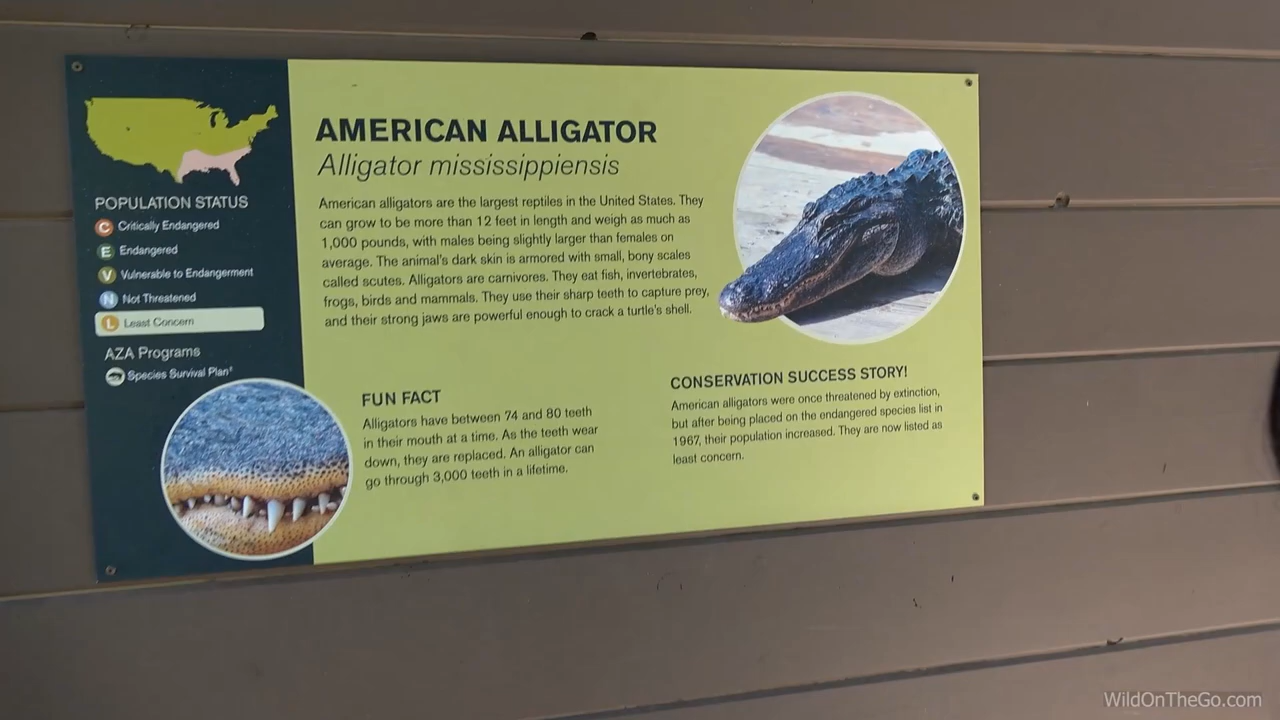 POPULATION STATUS
C Critically Endangered
E Endangered
V Vulnerable to Endangerment
N Not Threatened
L Least Concern
AZA Programs
Species Survival Plan®
AMERICAN ALLIGATOR
Alligator mississippiensis
American alligators are the largest reptiles in the United States. They
can grow to be more than 12 feet in length and weigh as much as
1,000 pounds, with males being slightly larger than females on
average. The animal's dark skin is armored with small, bony scales
called scutes. Alligators are carnivores. They eat fish, invertebrates,
frogs, birds and mammals. They use their sharp teeth to capture prey,
and their strong jaws are powerful enough to crack a turtle's shell.
FUN FACT
Alligators have between 74 and 80 teeth
in their mouth at a time. As the teeth wear
down, they are replaced. An alligator can
go through 3,000 teeth in a lifetime.
CONSERVATION SUCCESS STORY!
American alligators were once threatened by extinction,
but after being placed on the endangered species list in
1967, their population increased. They are now listed as
least concern.
WildOnTheGo.com